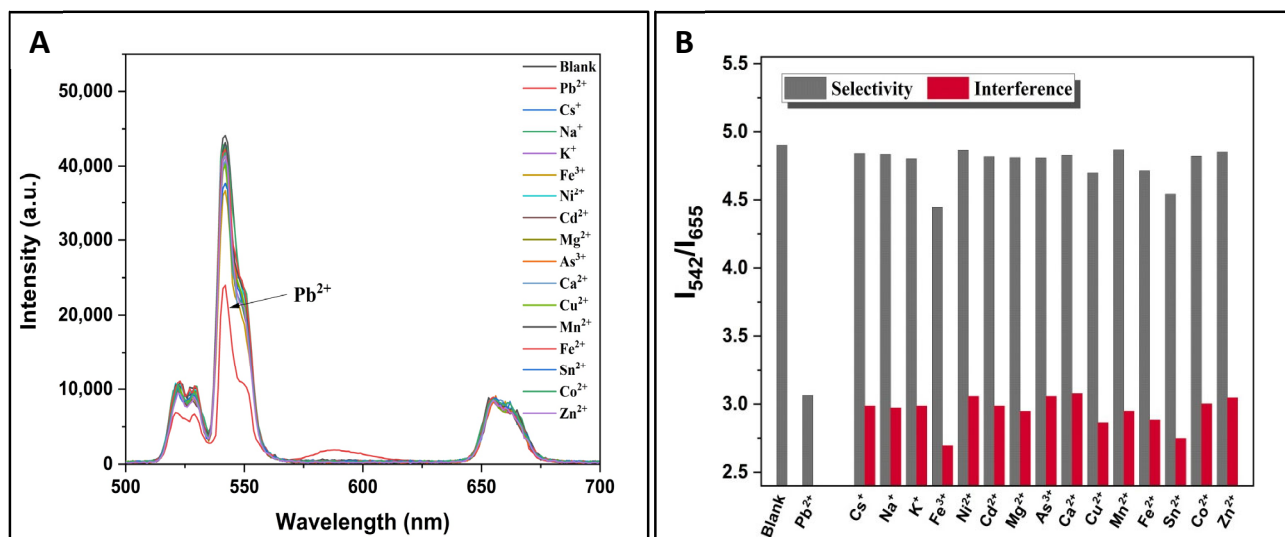 A
Intensity (a.u.)
50,000
40,000
30,000
20,000
10,000
0
500
550
600
650
700
Wavelength (nm)
Pb²⁺
Blank
Pb²⁺
Cs⁺
Na⁺
K⁺
Fe³⁺
Ni²⁺
Cd²⁺
Mg²⁺
As³⁺
Ca²⁺
Cu²⁺
Mn²⁺
Fe²⁺
Sn²⁺
Co²⁺
Zn²⁺
B
I₅₄₂/I₆₅₅
5.5
5.0
4.5
4.0
3.5
3.0
2.5
Selectivity
Interference
Blank
Pb²⁺
Cs⁺
Na⁺
K⁺
Fe³⁺
Ni²⁺
Cd²⁺
Mg²⁺
As³⁺
Ca²⁺
Cu²⁺
Mn²⁺
Fe²⁺
Sn²⁺
Co²⁺
Zn²⁺